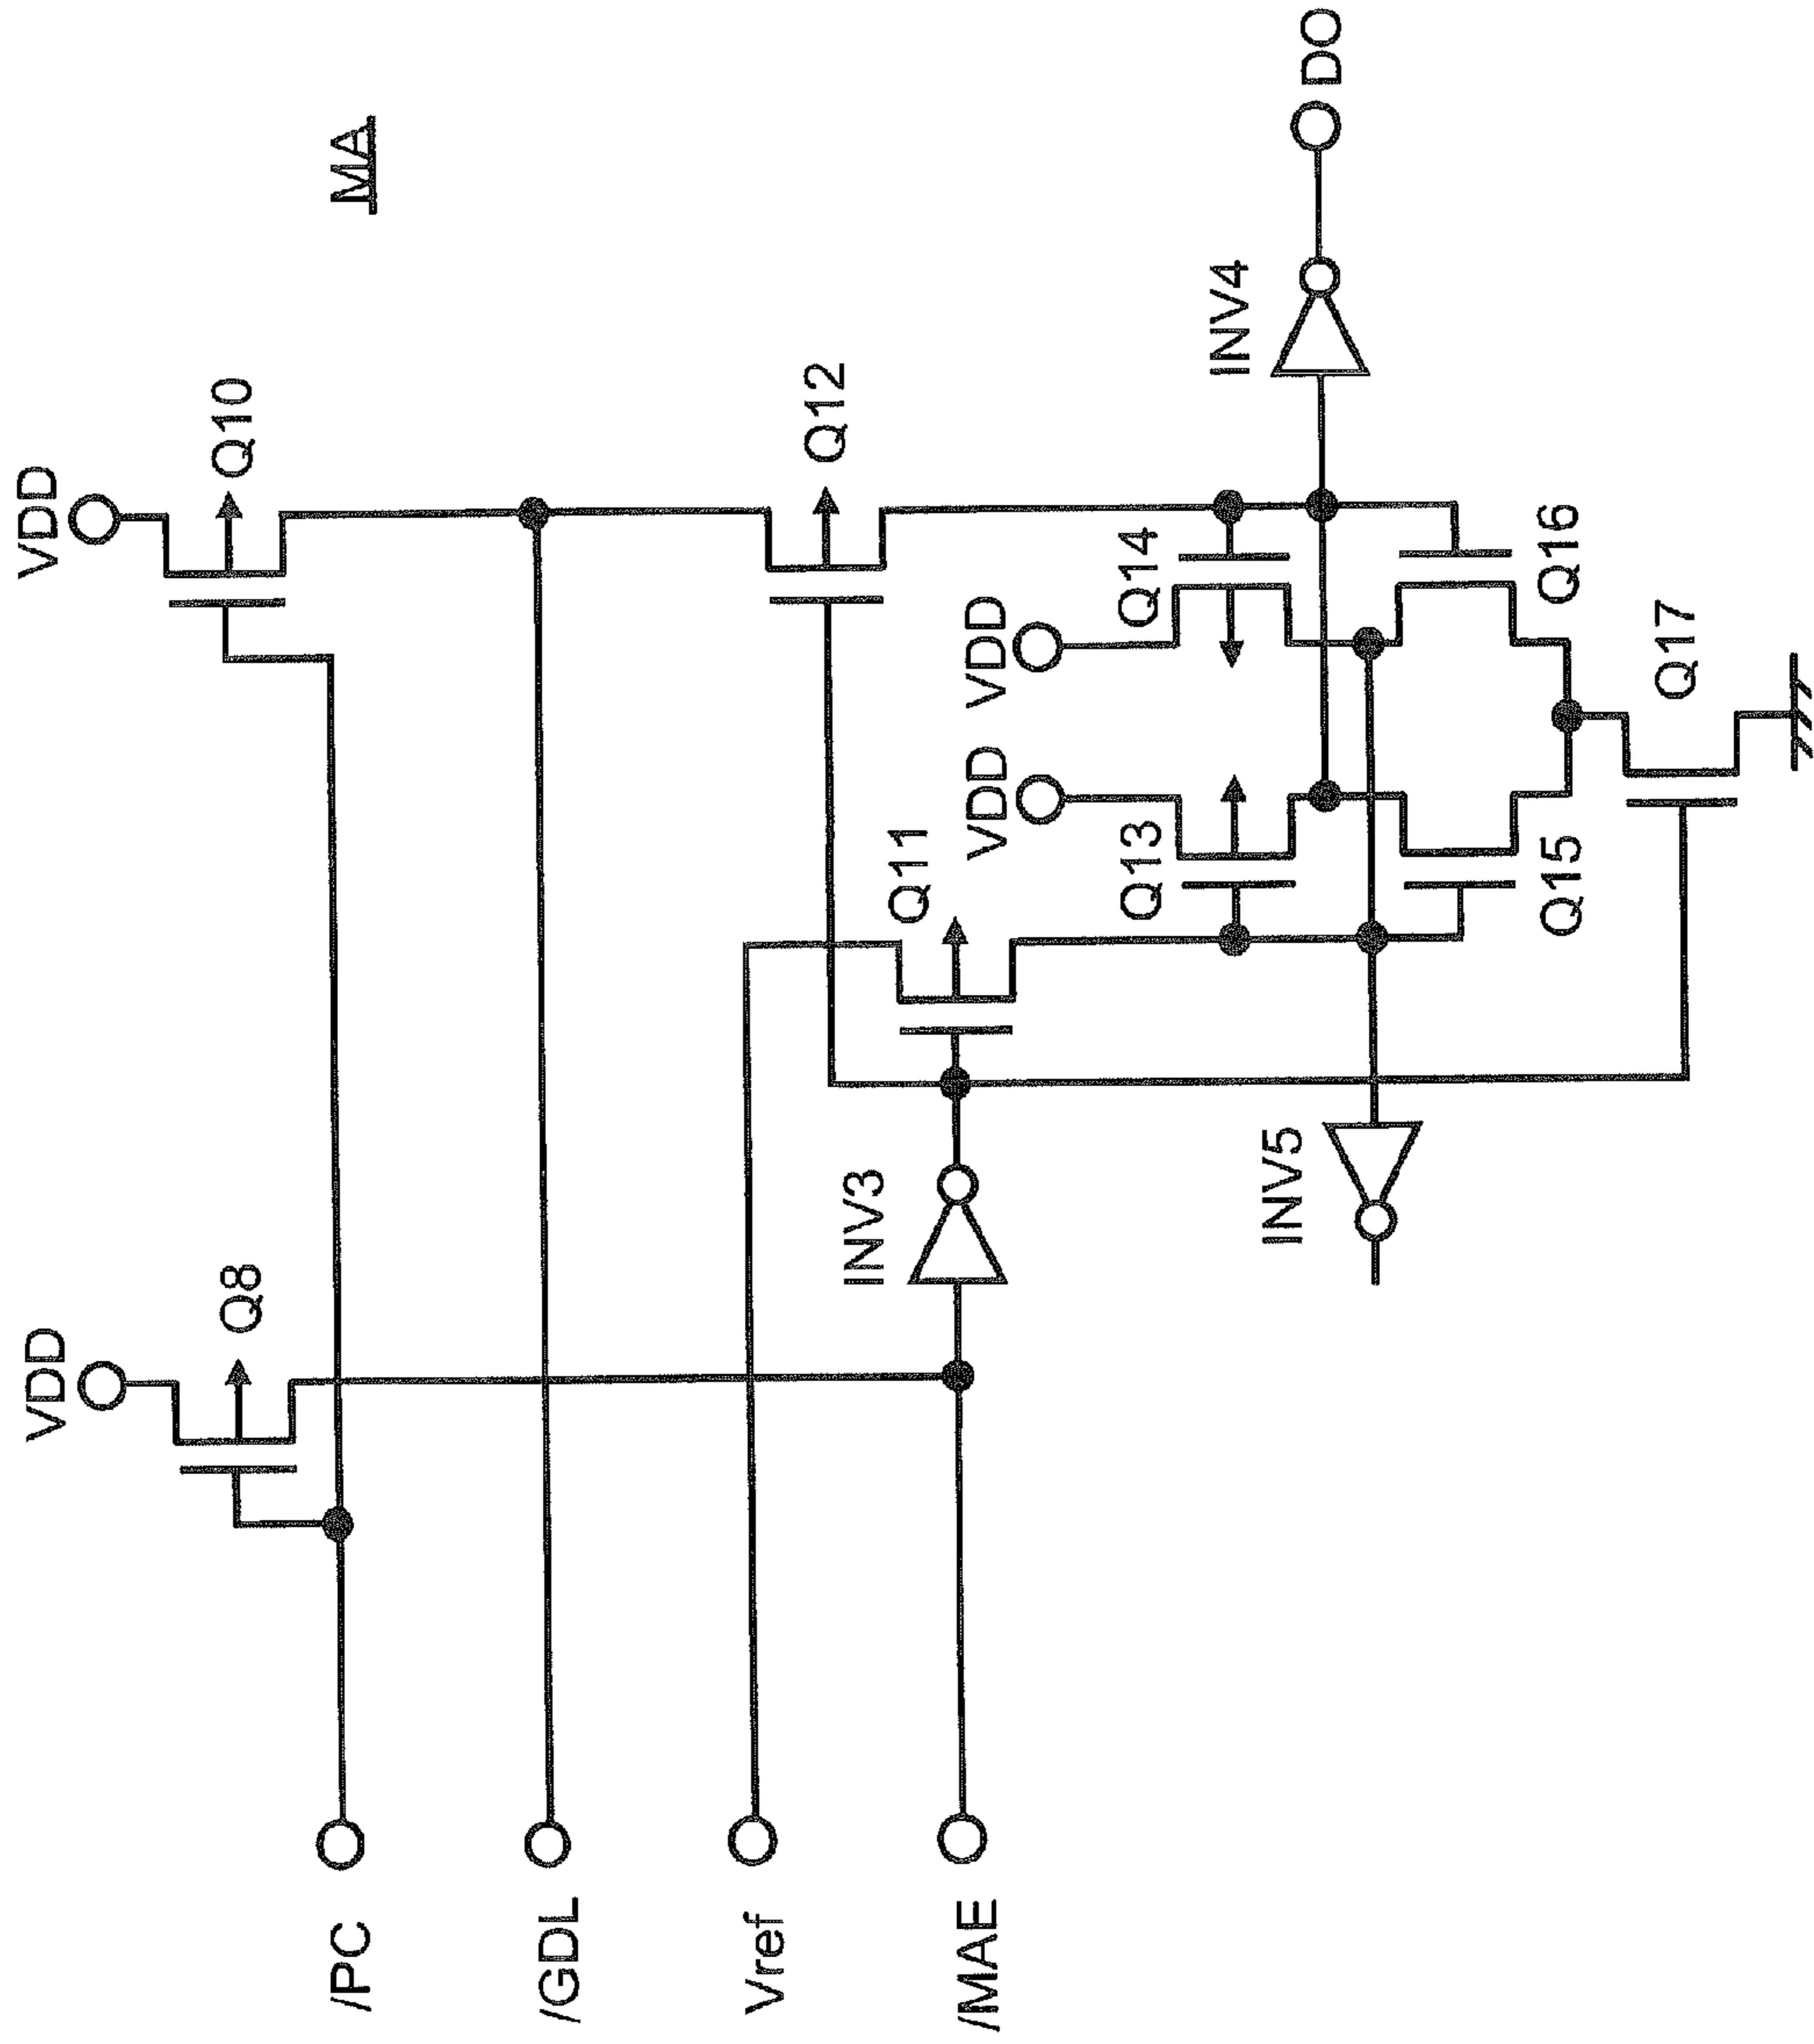 MA
VDD
Q10
VDD
Q8
/PC
/GDL
Vref
/MAE
Q12
INV3
Q11
VDD
VDD
Q13
Q14
Q15
Q16
Q17
INV4
DO
INV5